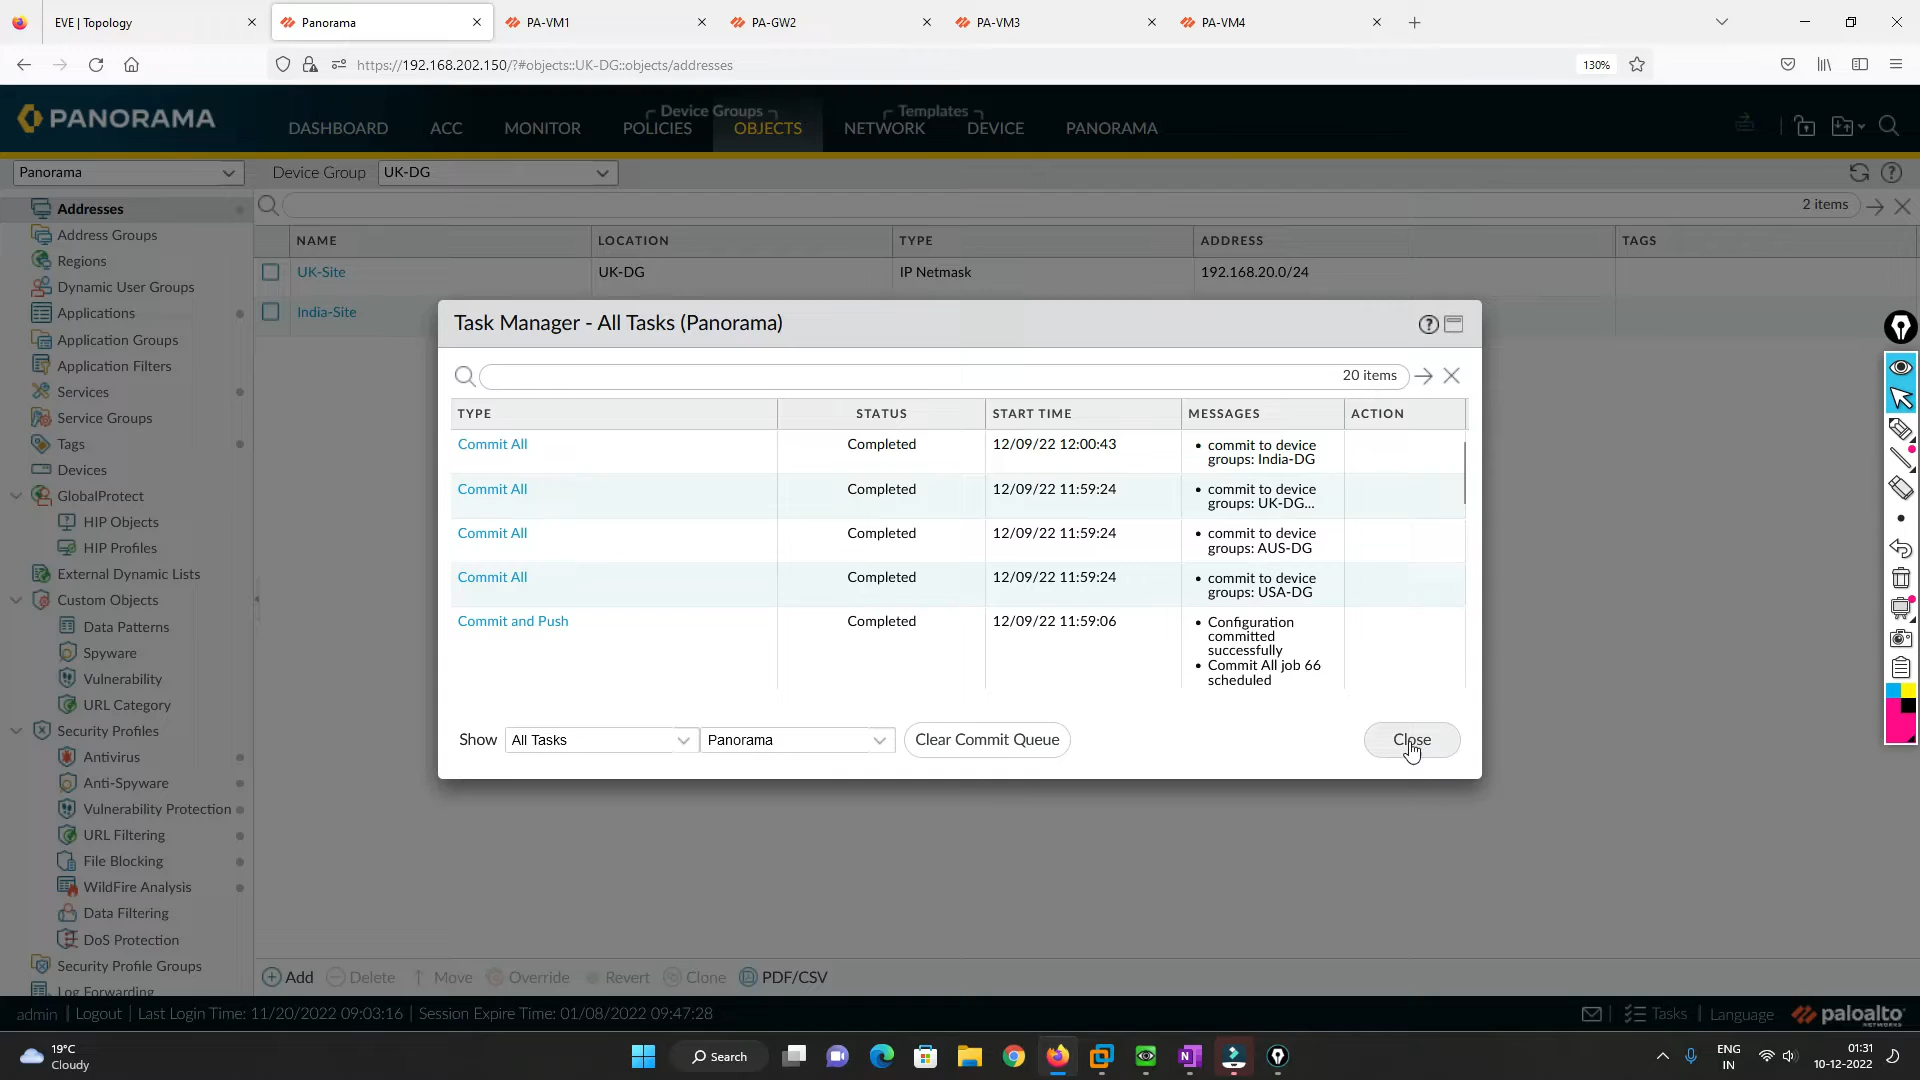 EVE | Topology
Panorama
PA-VM1
PA-GW2
PA-VM3
PA-VM4
https://192.168.202.150/?#objects::UK-DG::objects/addresses
130%
PANORAMA
Device Groups
Templates
DASHBOARD
ACC
MONITOR
POLICIES
OBJECTS
NETWORK
DEVICE
PANORAMA
Panorama
Device Group
UK-DG
Addresses
Address Groups
Regions
Dynamic User Groups
Applications
Application Groups
Application Filters
Services
Service Groups
Tags
Devices
GlobalProtect
HIP Objects
HIP Profiles
External Dynamic Lists
Custom Objects
Data Patterns
Spyware
Vulnerability
URL Category
Security Profiles
Antivirus
Anti-Spyware
Vulnerability Protection
URL Filtering
File Blocking
WildFire Analysis
Data Filtering
DoS Protection
Security Profile Groups
Log Forwarding
2 items
NAME LOCATION TYPE ADDRESS TAGS
UK-Site UK-DG IP Netmask 192.168.20.0/24
India-Site
Task Manager - All Tasks (Panorama)
20 items
TYPE STATUS START TIME MESSAGES ACTION
Commit All Completed 12/09/22 12:00:43 • commit to device
groups: India-DG
Commit All Completed 12/09/22 11:59:24 • commit to device
groups: UK-DG...
Commit All Completed 12/09/22 11:59:24 • commit to device
groups: AUS-DG
Commit All Completed 12/09/22 11:59:24 • commit to device
groups: USA-DG
Commit and Push Completed 12/09/22 11:59:06 • Configuration
committed
successfully
• Commit All job 66
scheduled
Show All Tasks Panorama Clear Commit Queue Close
Add Delete Move Override Revert Clone PDF/CSV
admin | Logout | Last Login Time: 11/20/2022 09:03:16 | Session Expire Time: 01/08/2022 09:47:28
Tasks | Language paloalto
NETWORKS
19°C
Cloudy
Search
ENG
IN
01:31
10-12-2022